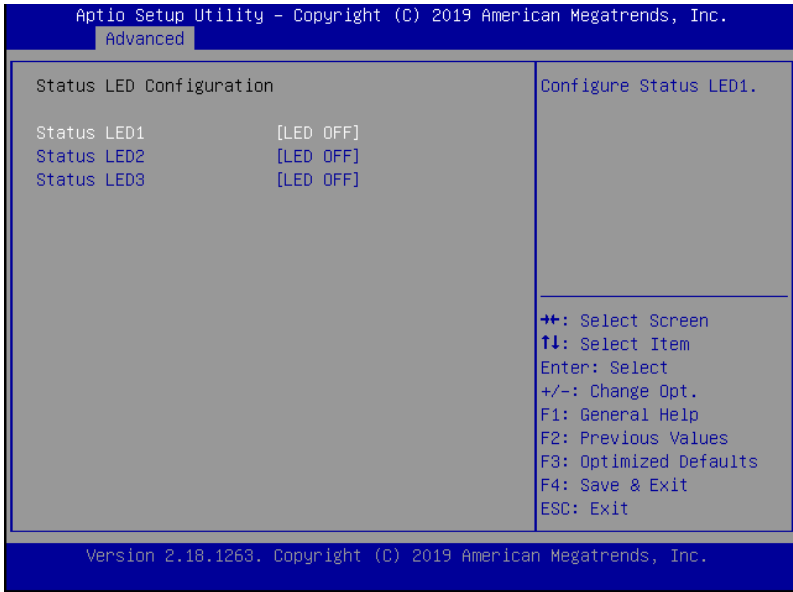 Aptio Setup Utility – Copyright (C) 2019 American Megatrends, Inc.
Advanced
Status LED Configuration
Status LED1 [LED OFF]
Status LED2 [LED OFF]
Status LED3 [LED OFF]
Configure Status LED1.
→←: Select Screen
↑↓: Select Item
Enter: Select
+/-: Change Opt.
F1: General Help
F2: Previous Values
F3: Optimized Defaults
F4: Save & Exit
ESC: Exit
Version 2.18.1263. Copyright (C) 2019 American Megatrends, Inc.